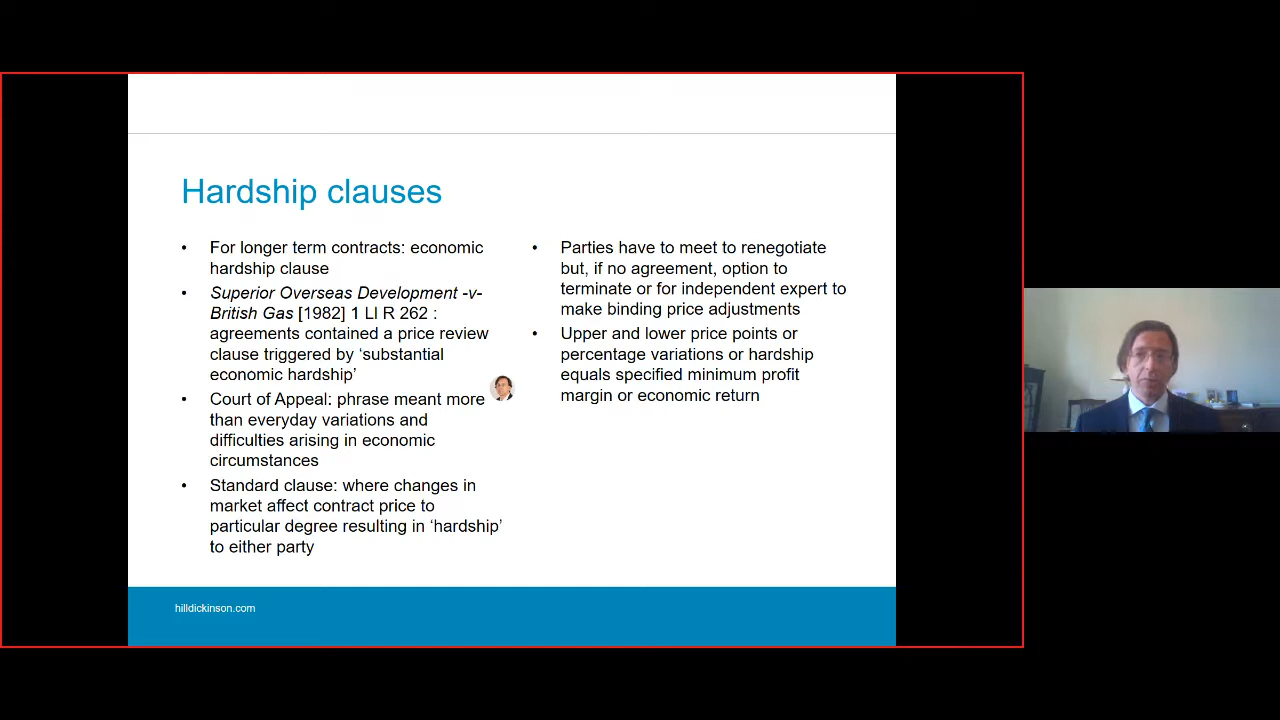 Hardship clauses
• For longer term contracts: economic
hardship clause
• Superior Overseas Development -v-
British Gas [1982] 1 LI R 262 :
agreements contained a price review
clause triggered by ‘substantial
economic hardship’
• Court of Appeal: phrase meant more
than everyday variations and
difficulties arising in economic
circumstances
• Standard clause: where changes in
market affect contract price to
particular degree resulting in ‘hardship’
to either party
• Parties have to meet to renegotiate
but, if no agreement, option to
terminate or for independent expert to
make binding price adjustments
• Upper and lower price points or
percentage variations or hardship
equals specified minimum profit
margin or economic return
hilldickinson.com